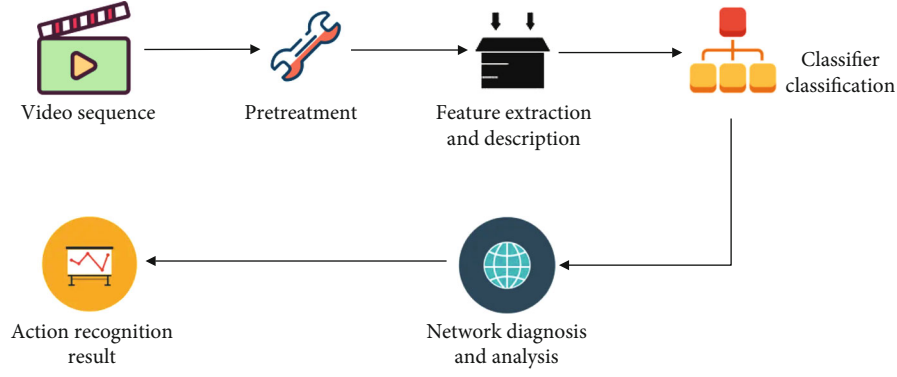 Video sequence
Pretreatment
Feature extraction
and description
Classifier
classification
Network diagnosis
and analysis
Action recognition
result